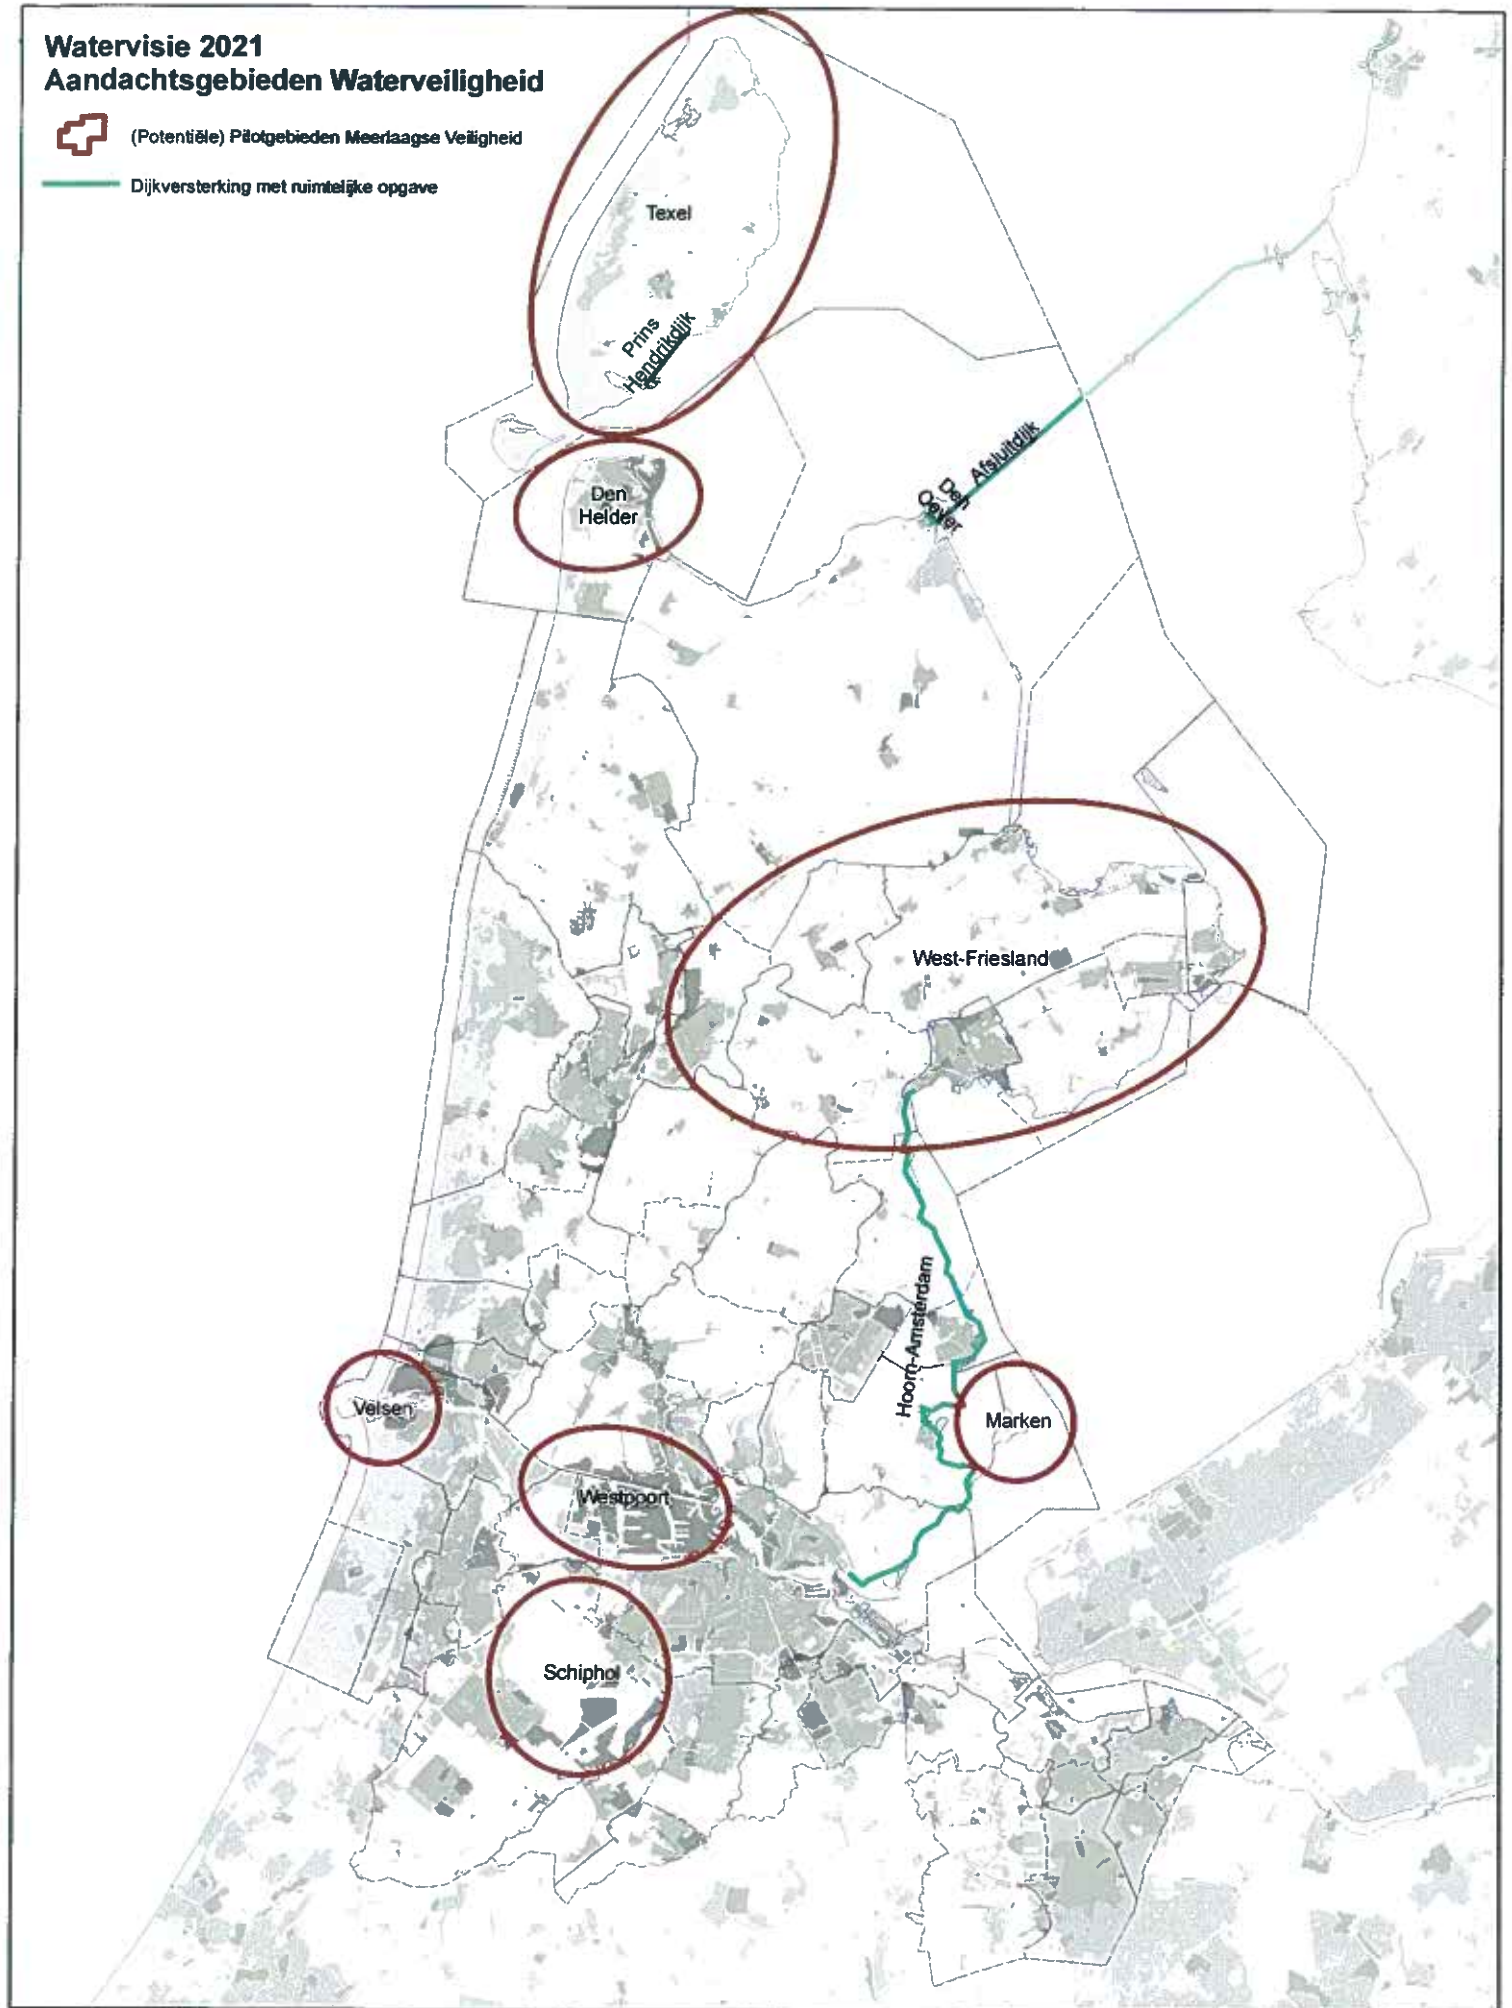 Watervisie 2021
Aandachtsgebieden Waterveiligheid
(Potentiële) Pilotgebieden Meerlaagse Veiligheid
Dijkversterking met ruimtelijke opgave
Texel
Prins
Hendrikdijk
Den
Helder
Afsluitdijk
Den
Oever
West-Friesland
Hoorn-Amsterdam
Velsen
Marken
Westpoort
Schiphol